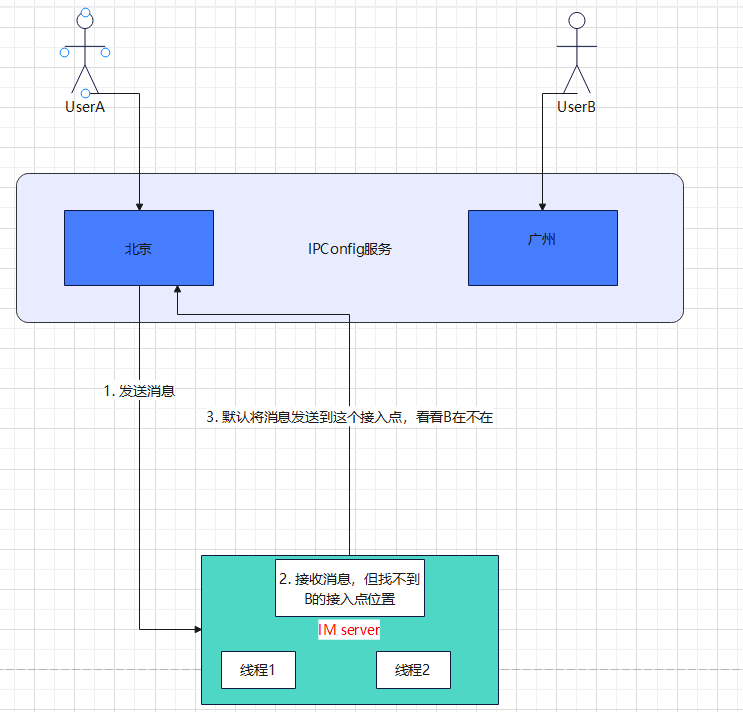 UserA
UserB
北京
IPConfig服务
广州
1. 发送消息
3. 默认将消息发送到这个接入点，看看B在不在
2. 接收消息，但找不到
B的接入点位置
IM server
线程1
线程2